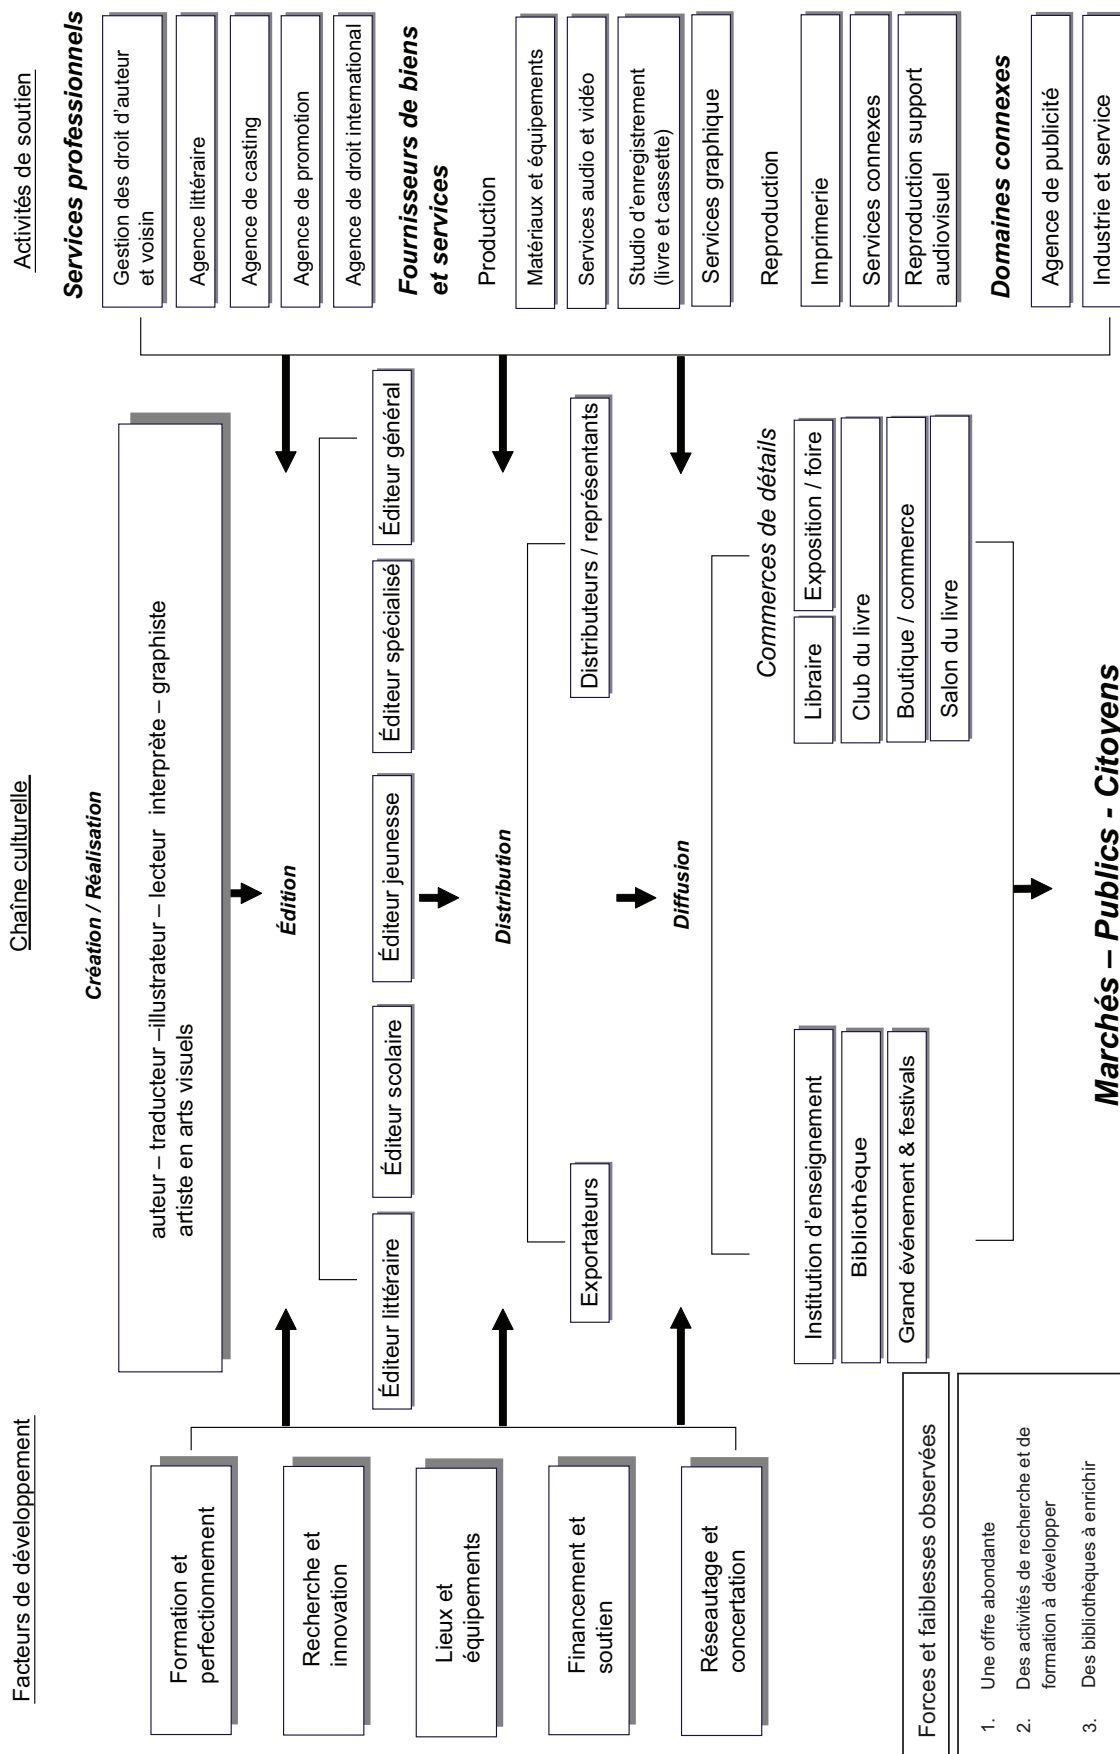 Facteurs de développement
Formation et
perfectionnement
Recherche et
innovation
Lieux et
équipements
Financement et
soutien
Réseautage et
concertation
Forces et faiblesses observées
1. Une offre abondante
2. Des activités de recherche et de
formation à développer
3. Des bibliothèques à enrichir
Chaîne culturelle
Création / Réalisation
auteur – traducteur –illustrateur – lecteur interprète – graphiste
artiste en arts visuels
Édition
Éditeur littéraire
Éditeur scolaire
Éditeur jeunesse
Éditeur spécialisé
Éditeur général
Distribution
Exportateurs
Distributeurs / représentants
Diffusion
Institution d'enseignement
Bibliothèque
Grand événement & festivals
Commerces de détails
Libraire
Exposition / foire
Club du livre
Boutique / commerce
Salon du livre
Marchés – Publics - Citoyens
Activités de soutien
Services professionnels
Gestion des droit d'auteur
et voisin
Agence littéraire
Agence de casting
Agence de promotion
Agence de droit international
Fournisseurs de biens
et services
Production
Matériaux et équipements
Services audio et vidéo
Studio d'enregistrement
(livre et cassette)
Services graphique
Reproduction
Imprimerie
Services connexes
Reproduction support
audiovisuel
Domaines connexes
Agence de publicité
Industrie et service